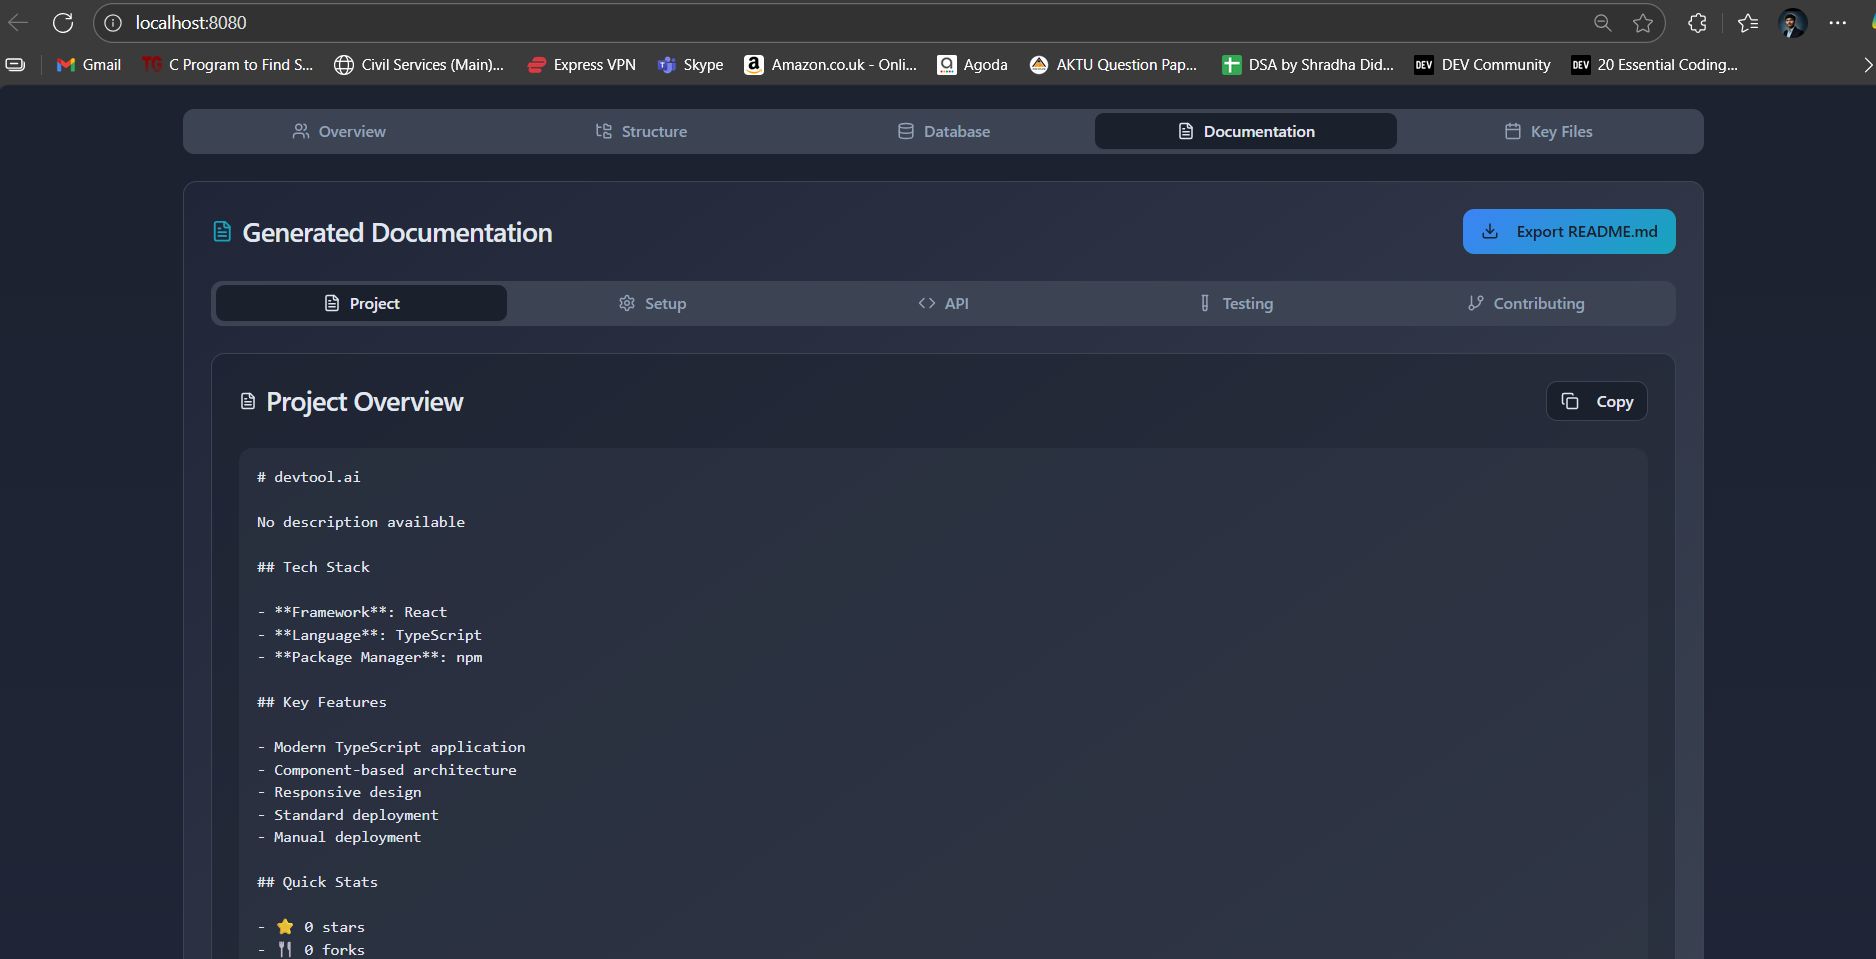 localhost:8080
Gmail
TG C Program to Find S...
Civil Services (Main)...
Express VPN
Skype
a Amazon.co.uk - Onli...
Agoda
AKTU Question Pap...
DSA by Shradha Did...
DEV DEV Community
DEV 20 Essential Coding...
Overview
Structure
Database
Documentation
Key Files
Generated Documentation
Export README.md
Project
Setup
API
Testing
Contributing
Project Overview
Copy
# devtool.ai
No description available
## Tech Stack
- **Framework**: React
- **Language**: TypeScript
- **Package Manager**: npm
## Key Features
- Modern TypeScript application
- Component-based architecture
- Responsive design
- Standard deployment
- Manual deployment
## Quick Stats
- ⭐ 0 stars
- 🍴 0 forks